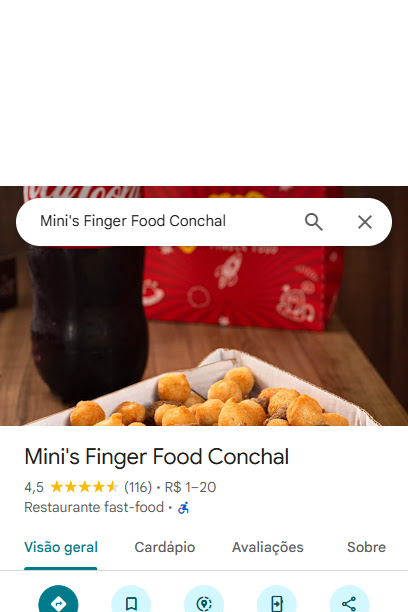 Mini's Finger Food Conchal
Mini's Finger Food Conchal
4,5 (116) • R$ 1–20
Restaurante fast-food •
Visão geral
Cardápio
Avaliações
Sobre